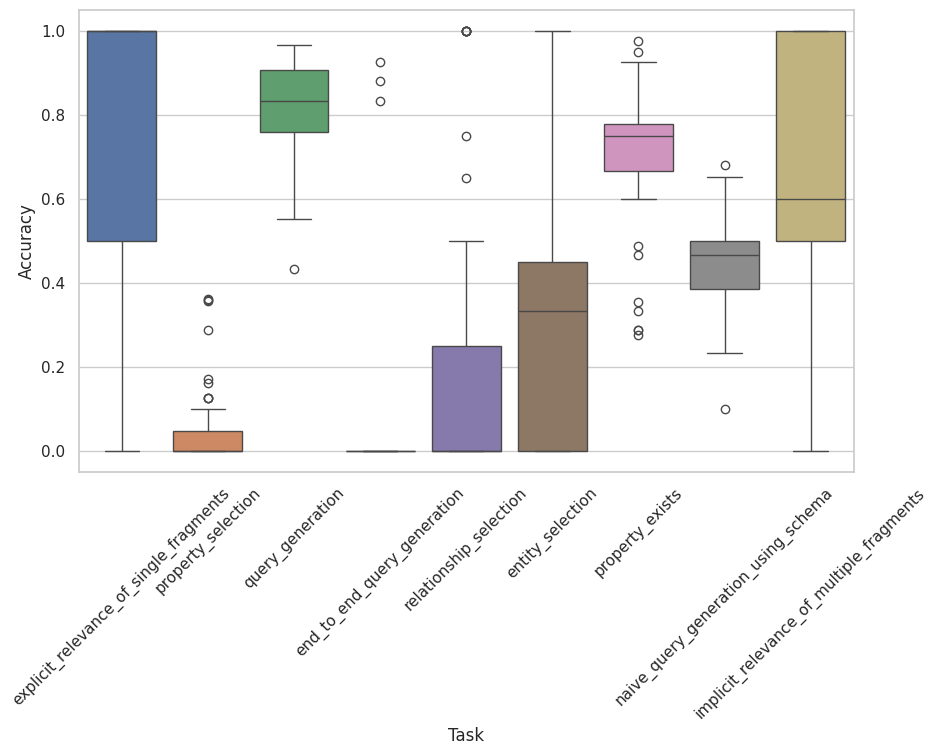 1.0
0.8
0.6
0.4
0.2
0.0
Accuracy
explicit_relevance_of_single_fragments
property_selection
query_generation
end_to_end_query_generation
relationship_selection
entity_selection
property_exists
naive_query_generation_using_schema
implicit_relevance_of_multiple_fragments
Task